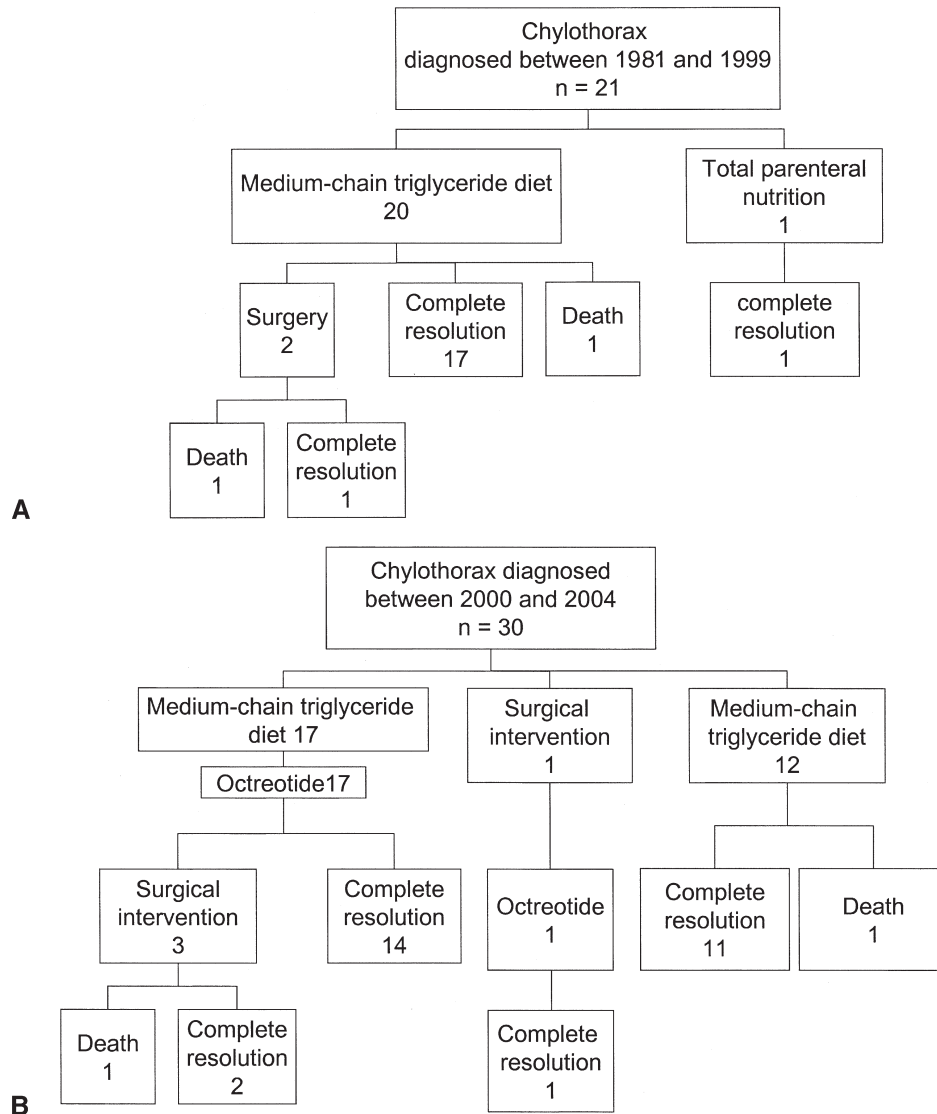 Chylothorax
diagnosed between 1981 and 1999
n = 21
Medium-chain triglyceride diet
20
Total parenteral
nutrition
1
Surgery
2
Complete
resolution
17
Death
1
complete
resolution
1
Death
1
Complete
resolution
1
A
Chylothorax diagnosed
between 2000 and 2004
n = 30
Medium-chain triglyceride
diet 17
Octreotide17
Surgical
intervention
1
Medium-chain
triglyceride diet
12
Surgical
intervention
3
Complete
resolution
14
Octreotide
1
Complete
resolution
11
Death
1
Death
1
Complete
resolution
2
Complete
resolution
1
B